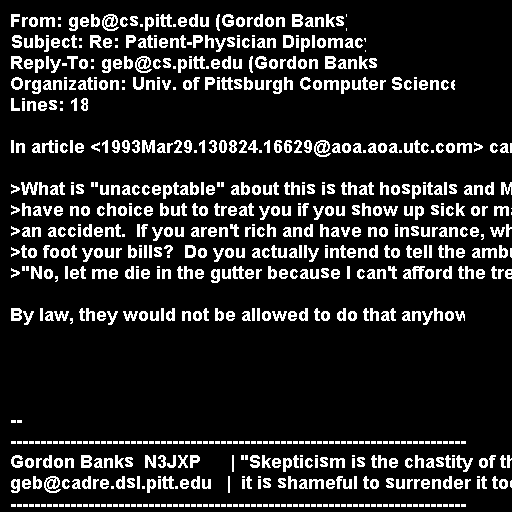 From: geb@cs.pitt.edu (Gordon Banks)
Subject: Re: Patient-Physician Diplomacy
Reply-To: geb@cs.pitt.edu (Gordon Banks
Organization: Univ. of Pittsburgh Computer Science
Lines: 18
In article <1993Mar29.130824.16629@aoa.aoa.utc.com> car
>What is "unacceptable" about this is that hospitals and M
>have no choice but to treat you if you show up sick or ma
>an accident.  If you aren't rich and have no insurance, wh
>to foot your bills?  Do you actually intend to tell the ambu
>"No, let me die in the gutter because I can't afford the tre
By law, they would not be allowed to do that anyhow
--
----------------------------------------------------------------------------
Gordon Banks  N3JXP      | "Skepticism is the chastity of th
geb@cadre.dsl.pitt.edu   |  it is shameful to surrender it too
----------------------------------------------------------------------------